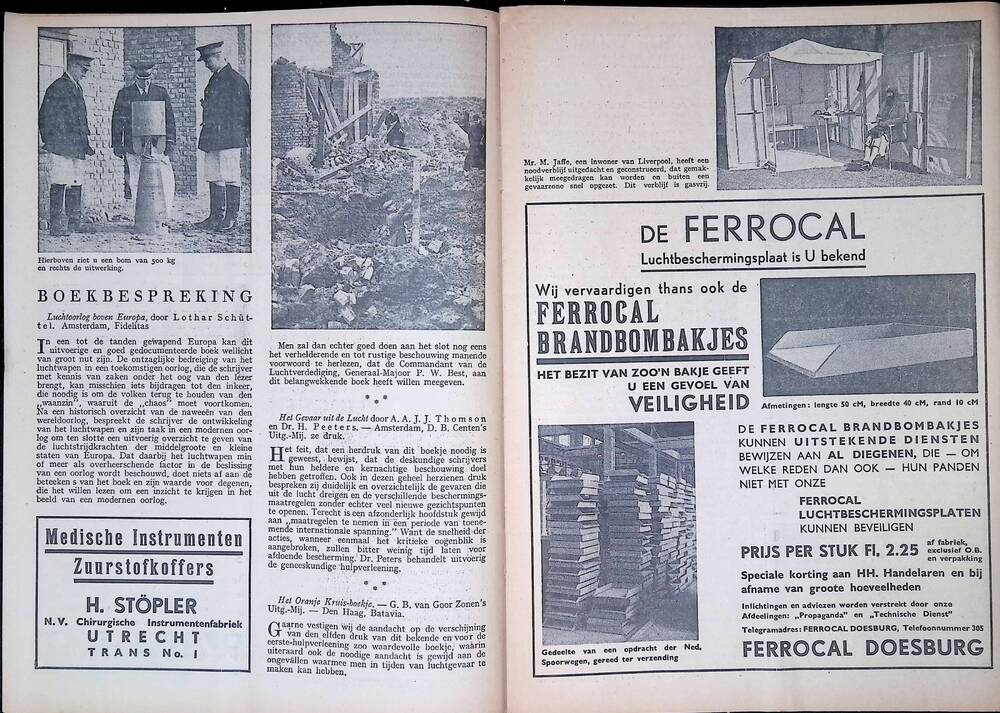 Hierboven ziet u een bom van 500 kg
en rechts de uitwerking.
BOEKBESPREKING
Luchtoorlog boven Europa, door Lothar Schüt-
tel. Amsterdam, Fidelitas
In een tot de tanden gewapend Europa kan dit
uitvoerige en goed gedocumenteerde boek wellicht
van groot nut zijn. De ontzaglijke bedreiging van het
luchtwapen in een toekomstigen oorlog, die de schrijver
met kennis van zaken onder het oog van den lezer
brengt, kan misschien iets bijdragen tot den inkeer,
die noodig is om de volken terug te houden van den
„waanzin", waaruit de „chaos" moet voortkomen.
Na een historisch overzicht van de naweeën van den
wereldoorlog, bespreekt de schrijver de ontwikkeling
van het luchtwapen en zijn taak in een modernen oor-
log om ten slotte een uitvoerig overzicht te geven van
de luchtstrijdkrachten der middelgroote en kleine
staten van Europa. Dat daarbij het luchtwapen min
of meer als overheerschende factor in de beslissing
van een oorlog wordt beschouwd, doet niets af aan de
beteeken s van het boek en zijn waarde voor degenen,
die het willen lezen om een inzicht te krijgen in het
beeld van een modernen oorlog.
Medische Instrumenten
Zuurstofkoffers
H. STÖPLER
N.V. Chirurgische Instrumentenfabriek
UTRECHT
TRANS No. 1
Men zal dan echter goed doen aan het slot nog eens
het verhelderende en tot rustige beschouwing manende
voorwoord te herlezen, dat de Commandant van de
Luchtverdediging, Generaal-Majoor P. W. Best, aan
dit belangwekkende boek heeft willen meegeven.
* * *
Het Gevaar uit de Lucht door A. A. J. J. Thomson
en Dr. H. Peeters. — Amsterdam, D. B. Centen's
Uitg.-Mij. 2e druk.
Het feit, dat een herdruk van dit boekje noodig is
geweest, bewijst, dat de deskundige schrijvers
met hun heldere en kernachtige beschouwing doel
hebben getroffen. Ook in dezen geheel herzienen druk
bespreken zij duidelijk en overzichtelijk de gevaren die
uit de lucht dreigen en de verschillende beschermings-
maatregelen zonder echter veel nieuwe gezichtspunten
te openen. Terecht is een afzonderlijk hoofdstuk gewijd
aan „maatregelen te nemen in een periode van toene-
mende internationale spanning." Want de snelheid der
acties, wanneer eenmaal het kritieke oogenblik is
aangebroken, zullen bitter weinig tijd laten voor
afdoende bescherming. Dr. Peters behandelt uitvoerig
de geneeskundige hulpverleening.
* * *
Het Oranje Kruis-boekje. — G. B. van Goor Zonen's
Uitg.-Mij. — Den Haag, Batavia.
Gaarne vestigen wij de aandacht op de verschijning
van den elfden druk van dit bekende en voor de
eerste-hulpverleening zoo waardevolle boekje, waarin
uiteraard ook de noodige aandacht is gewijd aan de
ongevallen waarmee men in tijden van luchtgevaar te
maken kan hebben.
Mr. M. Jaffe, een inwoner van Liverpool, heeft een
noodverblijf uitgedacht en geconstrueerd, dat gemak-
kelijk meegedragen kan worden en buiten een
gevaarzone snel opgezet. Dit verblijf is gasvrij.
DE FERROCAL
Luchtbeschermingsplaat is U bekend
Wij vervaardigen thans ook de
FERROCAL
BRANDBOMBAKJES
HET BEZIT VAN ZOO'N BAKJE GEEFT
U EEN GEVOEL VAN
VEILIGHEID
Afmetingen: lengte 50 cM, breedte 40 cM, rand 10 cM
DE FERROCAL BRANDBOMBAKJES
KUNNEN UITSTEKENDE DIENSTEN
BEWIJZEN AAN AL DIEGENEN, DIE — OM
WELKE REDEN DAN OOK — HUN PANDEN
NIET MET ONZE
FERROCAL
LUCHTBESCHERMINGSPLATEN
KUNNEN BEVEILIGEN
PRIJS PER STUK Fl. 2.25 af fabriek,
exclusief O.B.
en verpakking
Speciale korting aan HH. Handelaren en bij
afname van groote hoeveelheden
Inlichtingen en adviezen worden verstrekt door onze
Afdeelingen: „Propaganda" en „Technische Dienst"
Telegramadres: FERROCAL DOESBURG, Telefoonnummer 305
FERROCAL DOESBURG
Gedeelte van een opdracht der Ned.
Spoorwegen, gereed ter verzending